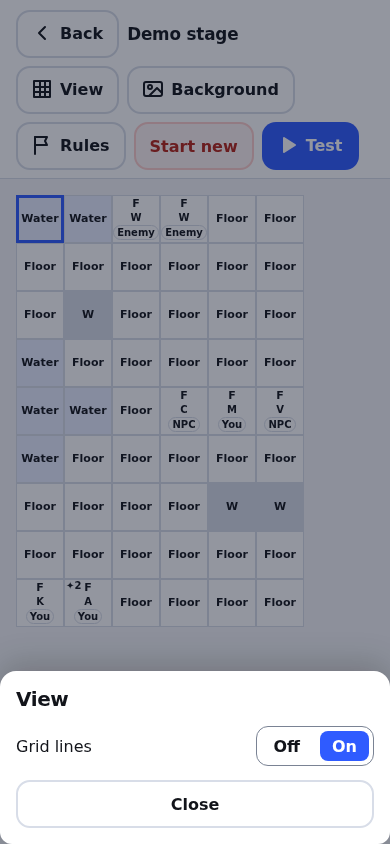 Back Demo stage
View Background
Rules Start new Test
Water Water F W Enemy F W Enemy Floor Floor
Floor Floor Floor Floor Floor Floor
Floor W Floor Floor Floor Floor
Water Floor Floor Floor Floor Floor
Water Water Floor F C NPC F M You F V NPC
Water Floor Floor Floor Floor Floor
Floor Floor Floor Floor W W
Floor Floor Floor Floor Floor Floor
F K You ✦2 F A You Floor Floor Floor Floor
View
Grid lines Off On
Close